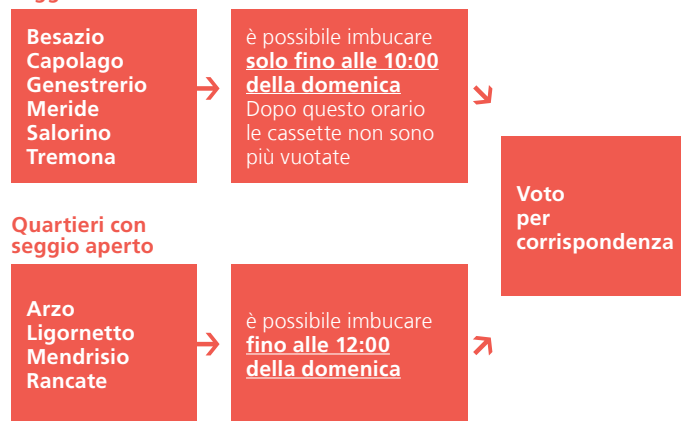 Besazio
Capolago
Genestrerio
Meride
Salorino
Tremona
è possibile imbucare
solo fino alle 10:00
della domenica
Dopo questo orario
le cassette non sono
più vuotate
Quartieri con
seggio aperto
Arzo
Ligornetto
Mendrisio
Rancate
è possibile imbucare
fino alle 12:00
della domenica
Voto
per
corrispondenza